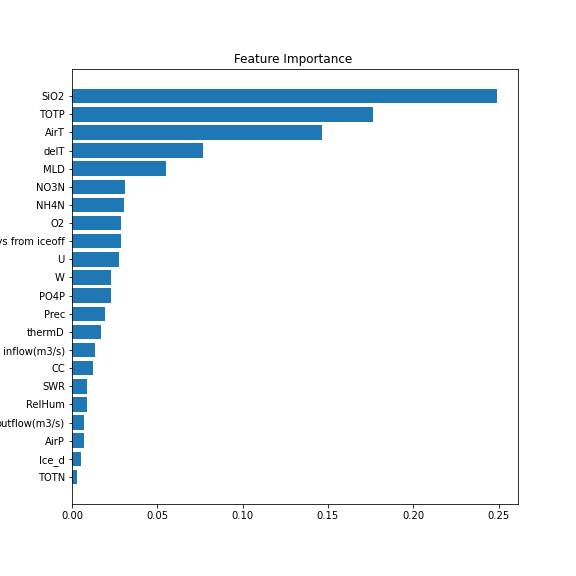 Feature Importance
SiO2
TOTP
AirT
delT
MLD
NO3N
NH4N
O2
from iceoff
U
W
PO4P
Prec
thermD
inflow(m3/s)
CC
SWR
RelHum
outflow(m3/s)
AirP
Ice_d
TOTN
0.00 0.05 0.10 0.15 0.20 0.25